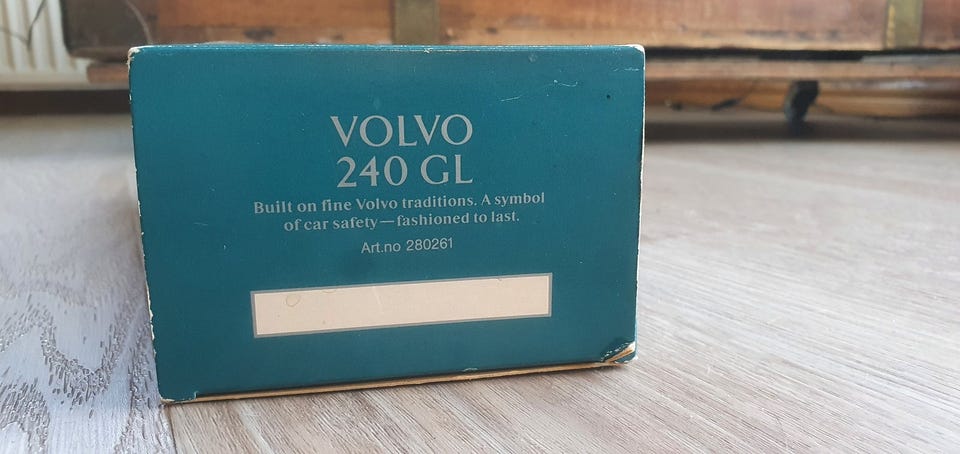 VOLVO
240 GL
Built on fine Volvo traditions. A symbol
of car safety—fashioned to last.
Art.no 280261